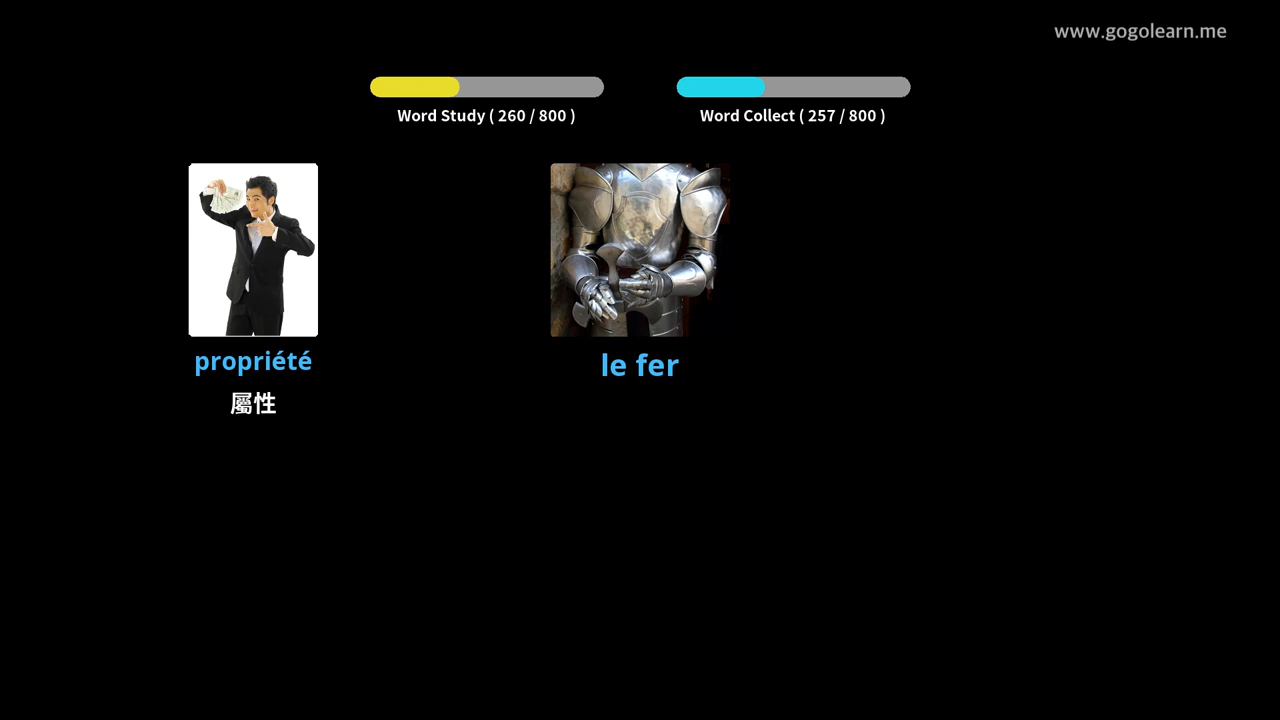 www.gogolearn.me
Word Study ( 260 / 800 )
Word Collect ( 257 / 800 )
propriété
屬性
le fer